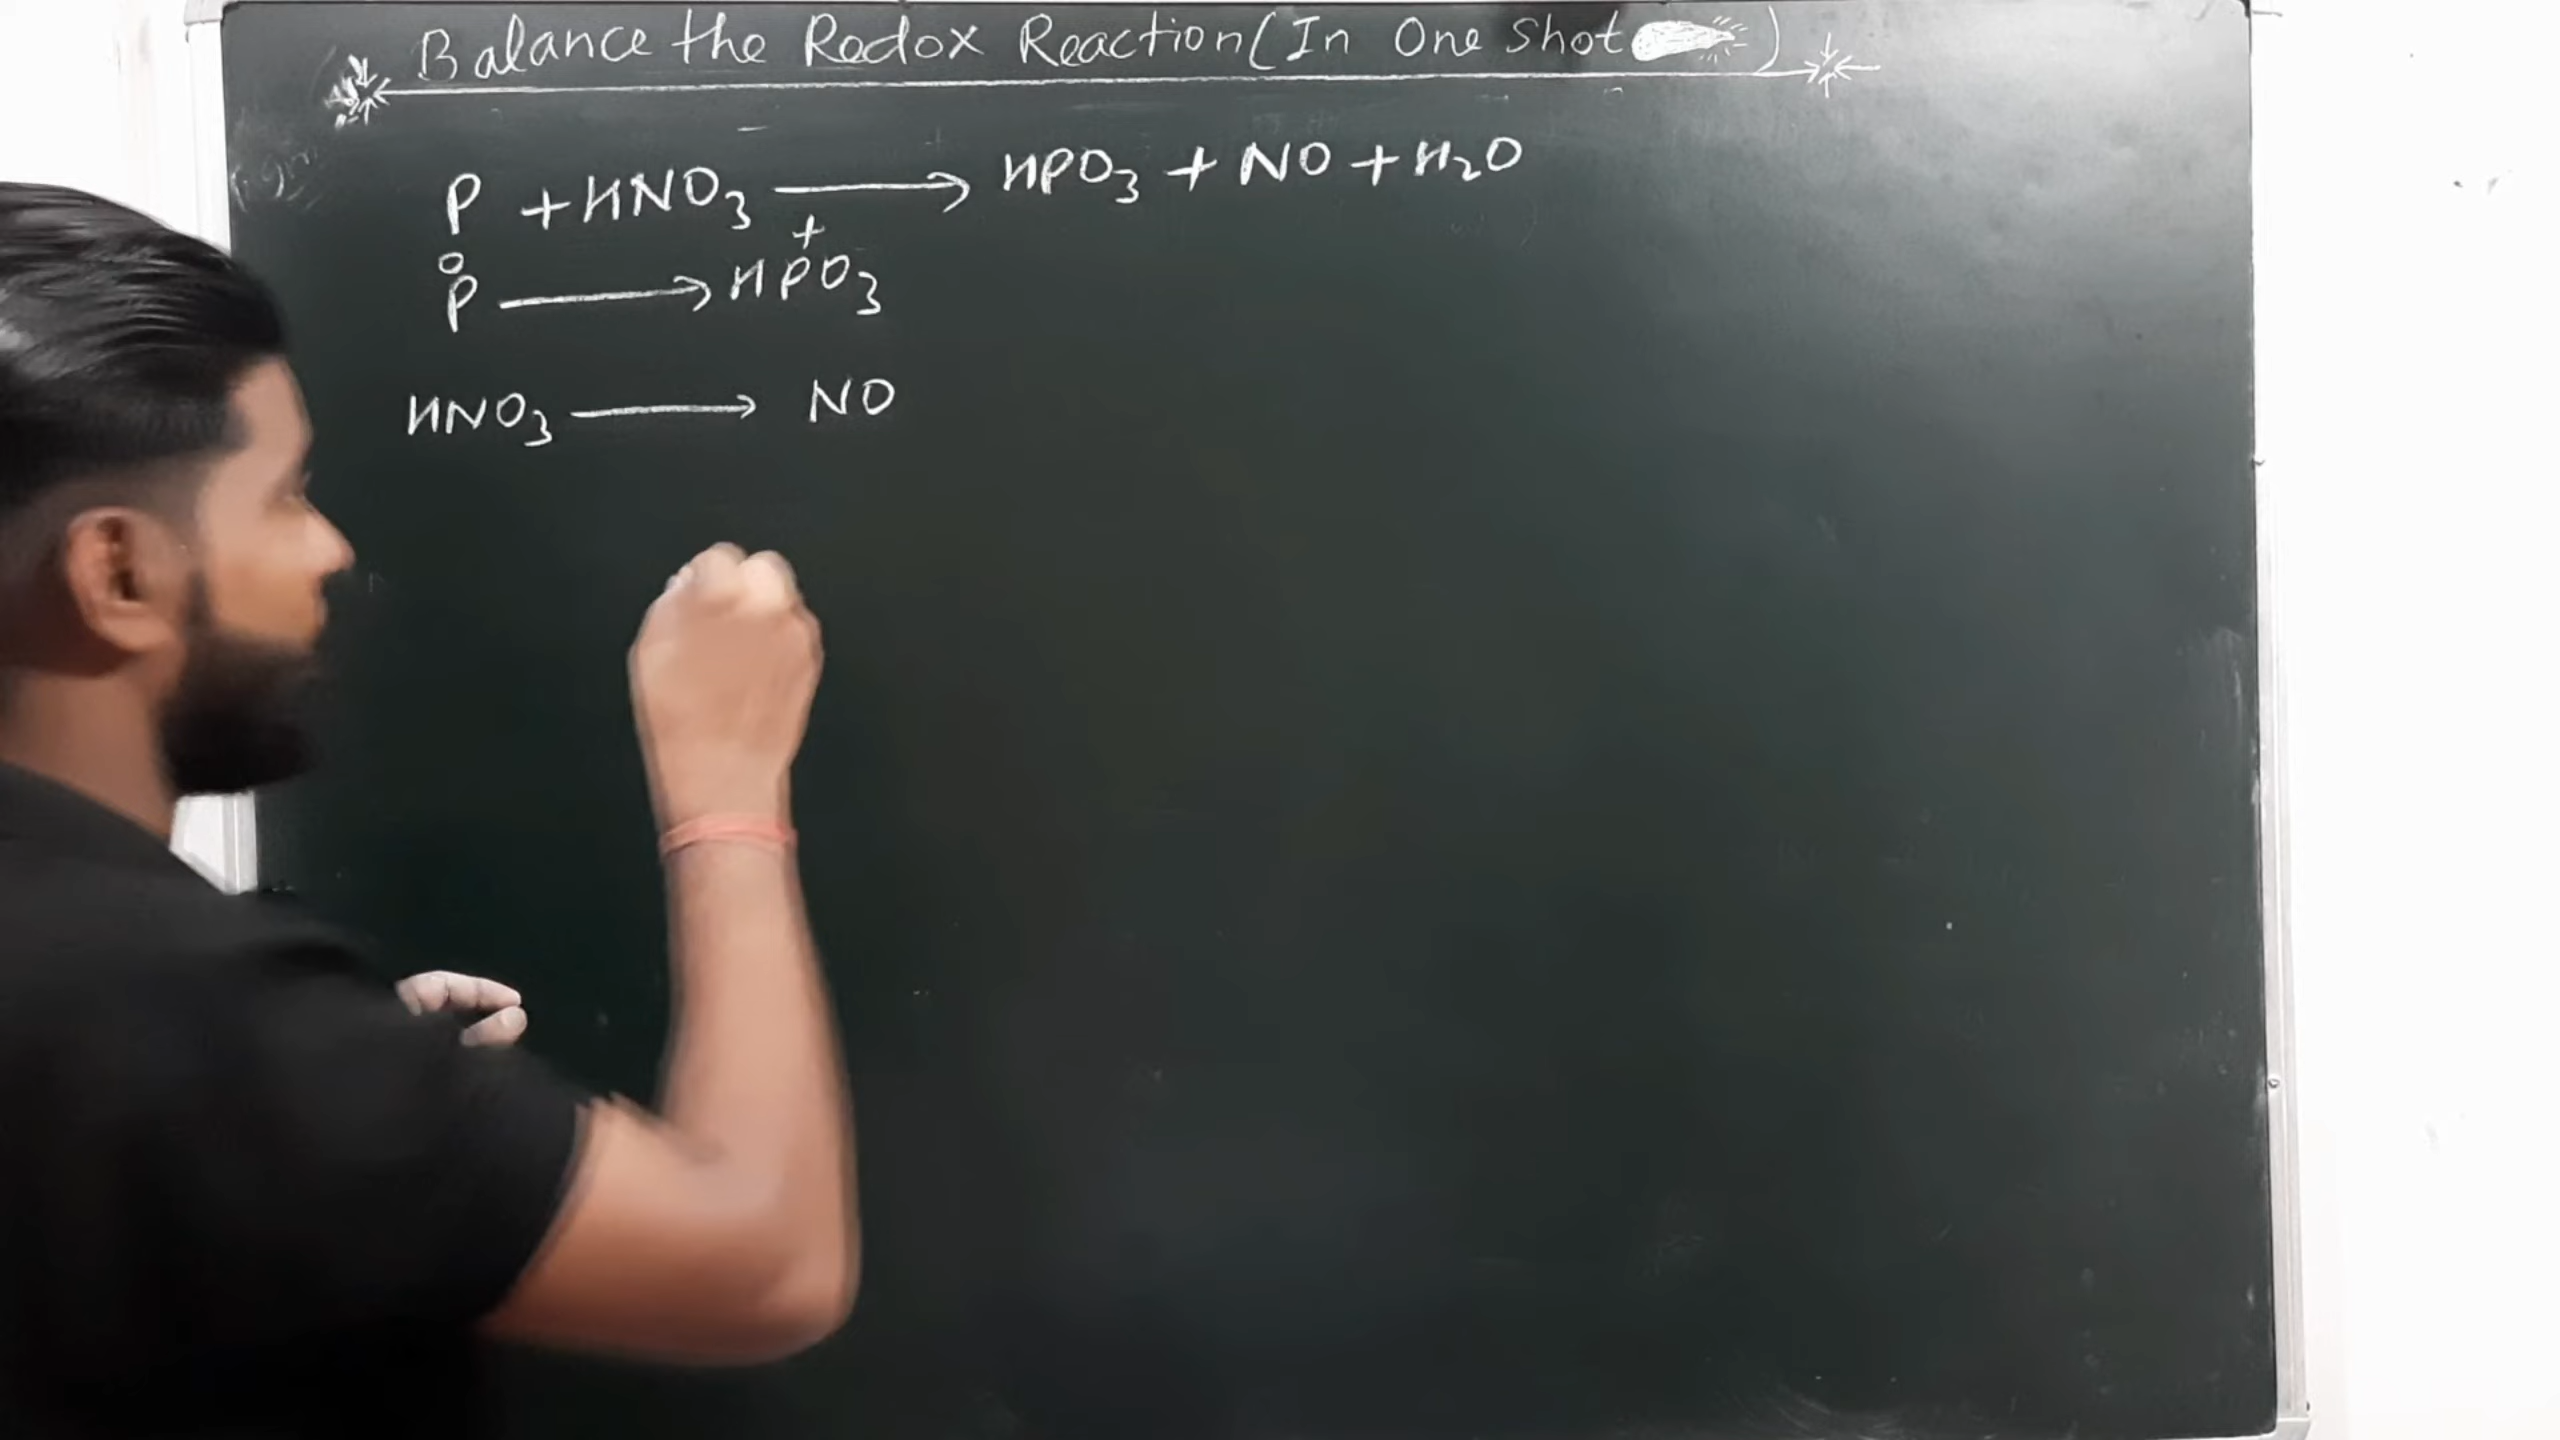 Balance the Redox Reaction (In One Shot )
P + HNO3 ⟶ HPO3 + NO + H2O
0 +
P ⟶ HPO3
HNO3 ⟶ NO